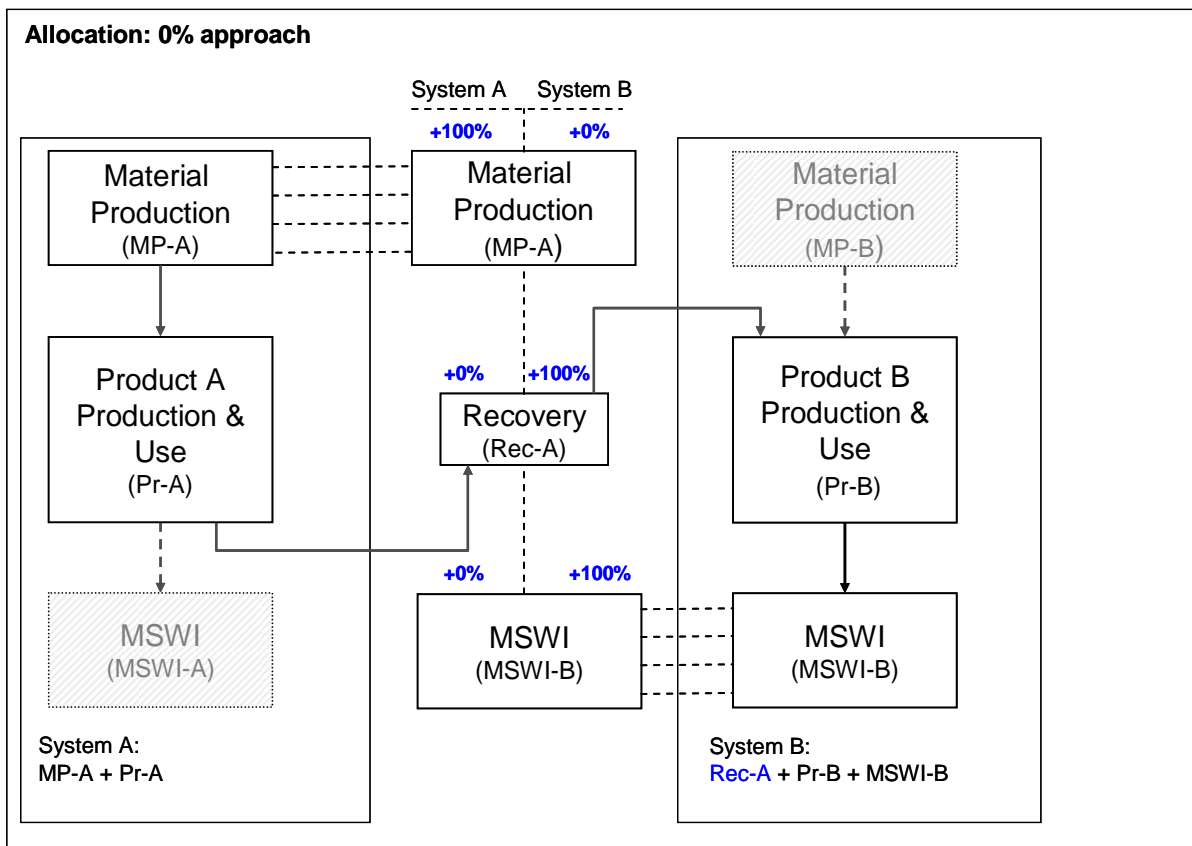 Allocation: 0% approach
System A System B
+100% +0%
Material
Production
(MP-A)
Material
Production
(MP-A)
Material
Production
(MP-B)
Product A
Production &
Use
(Pr-A)
+0% +100%
Recovery
(Rec-A)
Product B
Production &
Use
(Pr-B)
+0% +100%
MSWI
(MSWI-A)
MSWI
(MSWI-B)
MSWI
(MSWI-B)
System A:
MP-A + Pr-A
System B:
Rec-A + Pr-B + MSWI-B